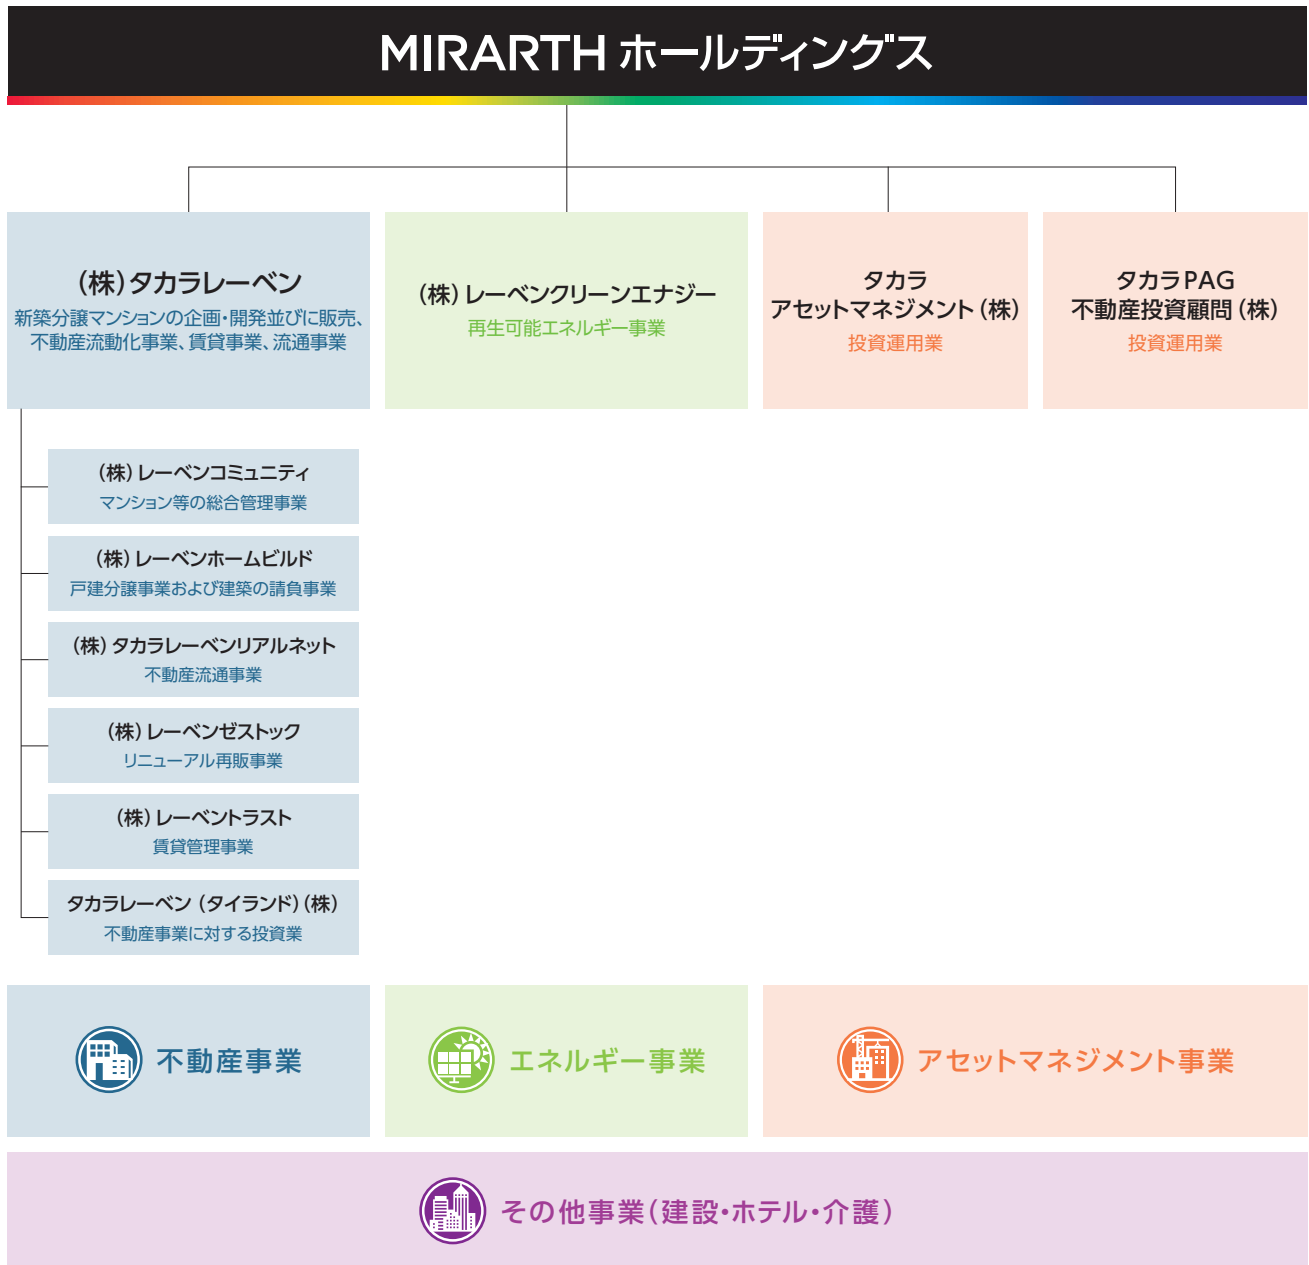 MIRARTH ホールディングス
(株)タカラレーベン
新築分譲マンションの企画・開発並びに販売、
不動産流動化事業、賃貸事業、流通事業
(株)レーベンクリーンエナジー
再生可能エネルギー事業
タカラ
アセットマネジメント(株)
投資運用業
タカラPAG
不動産投資顧問(株)
投資運用業
(株)レーベンコミュニティ
マンション等の総合管理事業
(株)レーベンホームビルド
戸建分譲事業および建築の請負事業
(株)タカラレーベンリアルネット
不動産流通事業
(株)レーベンゼストック
リニューアル再販事業
(株)レーベントラスト
賃貸管理事業
タカラレーベン(タイランド)(株)
不動産事業に対する投資業
不動産事業
エネルギー事業
アセットマネジメント事業
その他事業(建設・ホテル・介護)